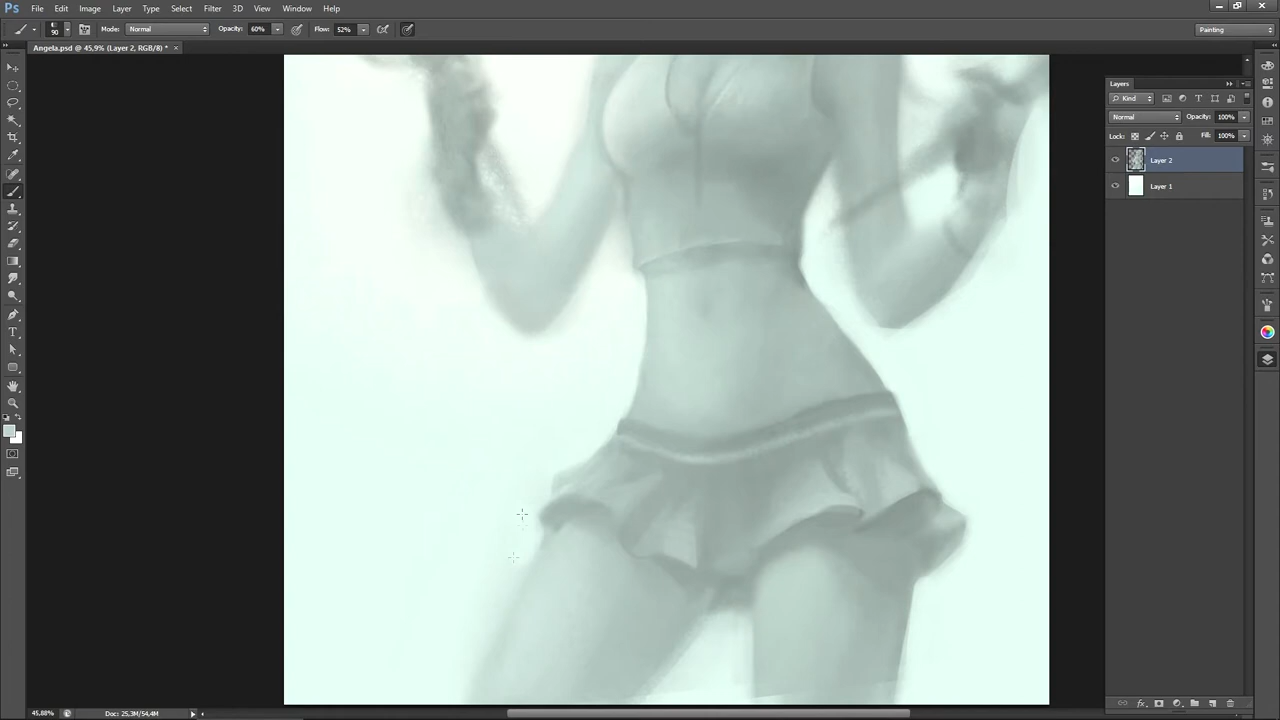 Ps File Edit Image Layer Type Select Filter 3D View Window Help
90 Mode: Normal Opacity: 60% Flow: 52% Painting
Angela.psd @ 45,9% (Layer 2, RGB/8) * ×
Layers
Kind
Normal Opacity: 100%
Lock: Fill: 100%
Layer 2
Layer 1
45,88% Doc: 25,3M/54,4M